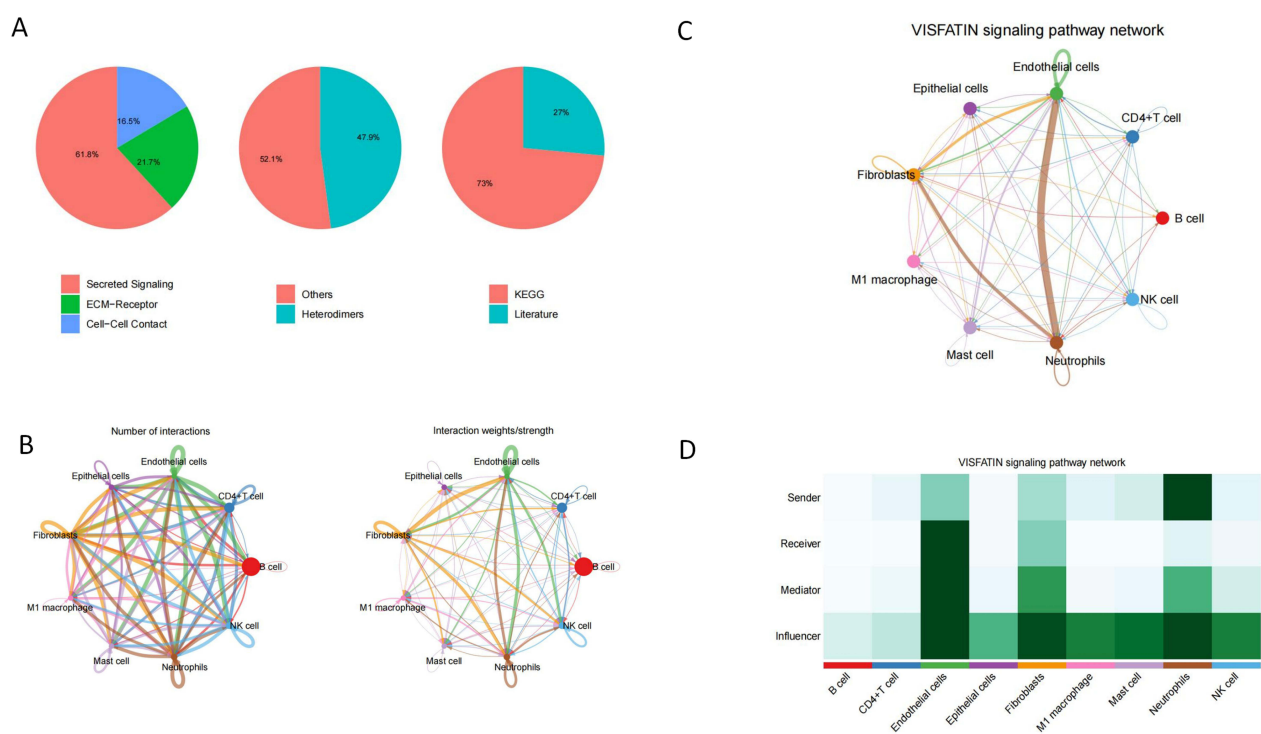 A
16.5%
61.8%
21.7%
Secreted Signaling
ECM−Receptor
Cell−Cell Contact
47.9%
52.1%
Others
Heterodimers
27%
73%
KEGG
Literature
B
Number of interactions
Endothelial cells
Epithelial cells
CD4+T cell
Fibroblasts
B cell
M1 macrophage
NK cell
Mast cell
Neutrophils
Interaction weights/strength
Endothelial cells
Epithelial cells
CD4+T cell
Fibroblasts
B cell
M1 macrophage
NK cell
Mast cell
Neutrophils
C
VISFATIN signaling pathway network
Endothelial cells
Epithelial cells
CD4+T cell
Fibroblasts
B cell
M1 macrophage
NK cell
Mast cell
Neutrophils
D
VISFATIN signaling pathway network
Sender
Receiver
Mediator
Influencer
B cell
CD4+T cell
Endothelial cells
Epithelial cells
Fibroblasts
M1 macrophage
Mast cell
Neutrophils
NK cell